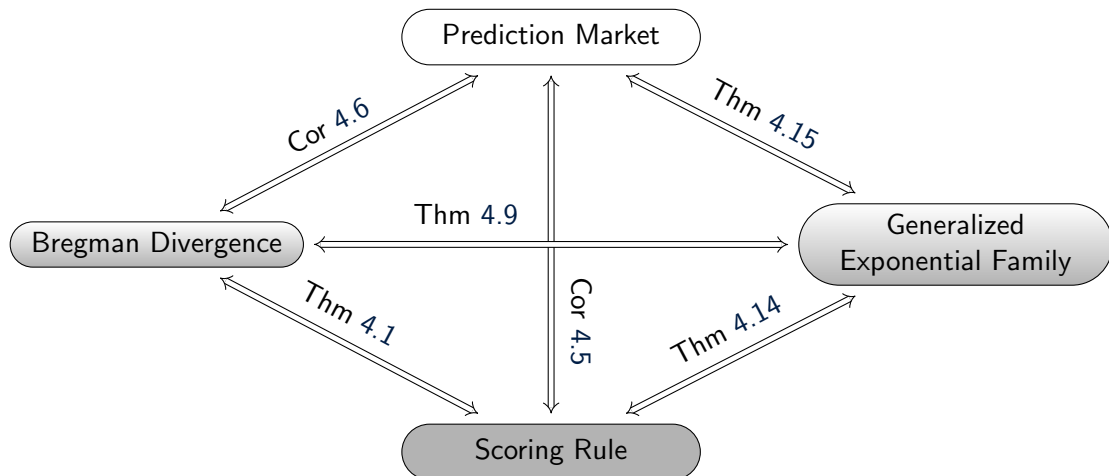 Prediction Market
Cor 4.6
Thm 4.15
Thm 4.9
Bregman Divergence
Generalized
Exponential Family
Thm 4.1
Cor 4.5
Thm 4.14
Scoring Rule